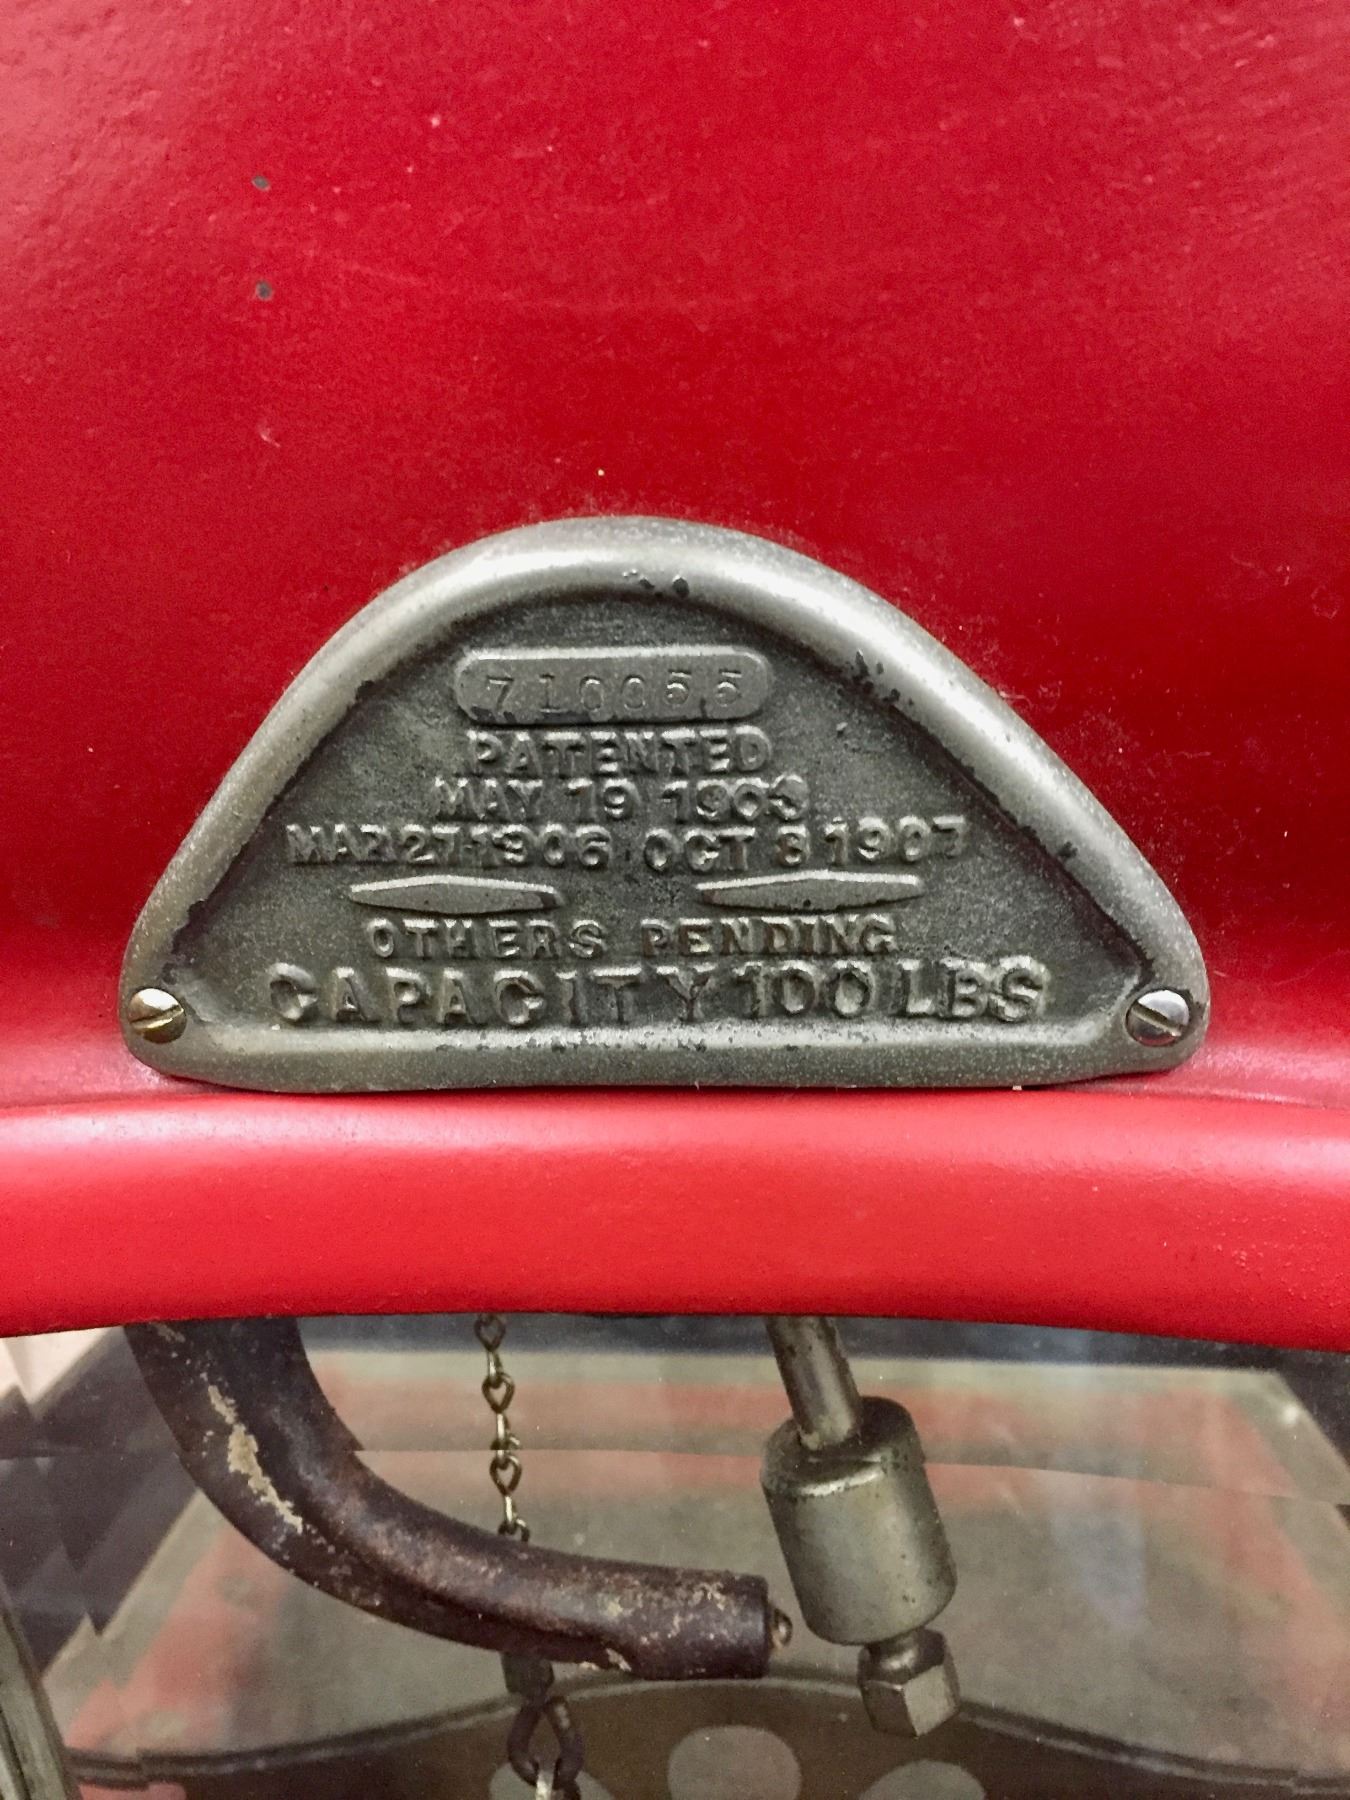 710055
PATENTED
MAY 19 1903
MAR 27 1906 OCT 8 1907
OTHERS PENDING
CAPACITY 100 LBS